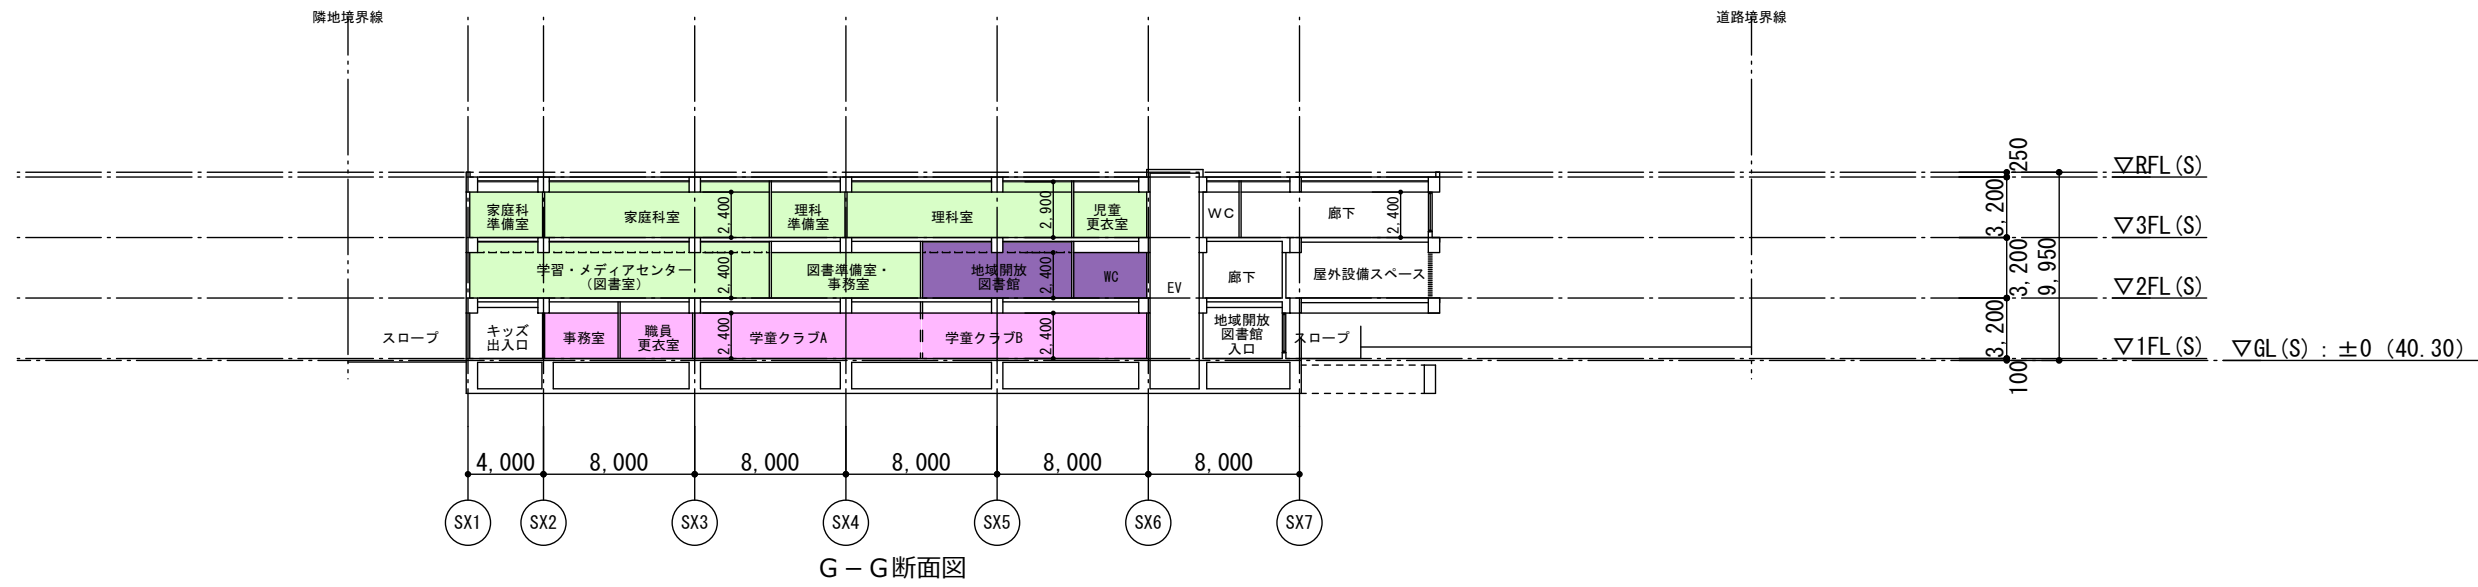 隣地境界線
道路境界線
250
▽RFL(S)
家庭科
準備室
家庭科室
2,400
理科
準備室
理科室
2,900
児童
更衣室
WC
廊下
2,400
3,200
▽3FL(S)
学習・メディアセンター
(図書室)
2,400
図書準備室・
事務室
地域開放
図書館
2,400
WC
EV
廊下
屋外設備スペース
3,200
9,950
▽2FL(S)
スロープ
キッズ
出入口
事務室
職員
更衣室
2,400
学童クラブA
学童クラブB
2,400
地域開放
図書館
入口
スロープ
3,200
▽1FL(S)
▽GL(S) : ±0 (40.30)
100
4,000
8,000
8,000
8,000
8,000
8,000
SX1
SX2
SX3
SX4
SX5
SX6
SX7
G－G断面図